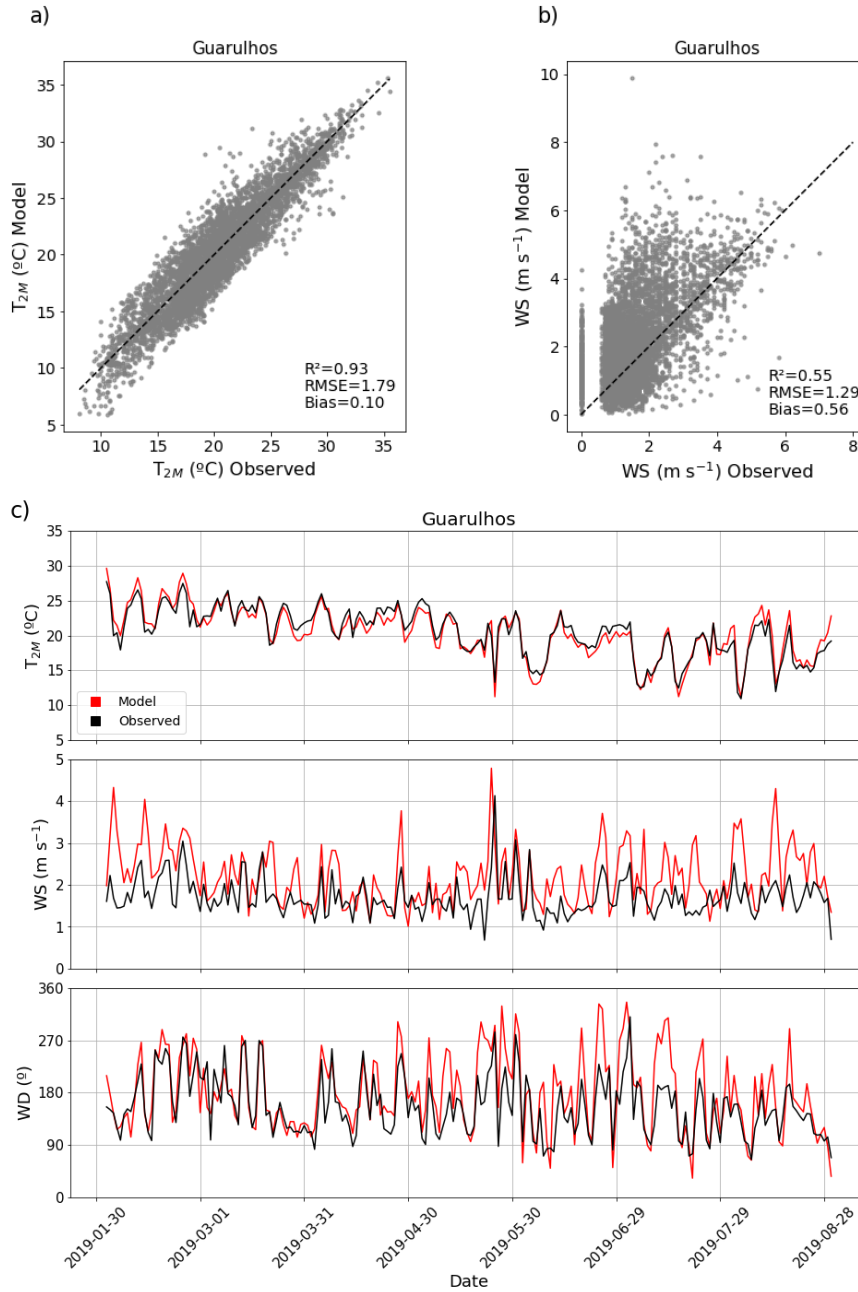 a)
Guarulhos
35
30
25
20
15
10
5
T₂M (ºC) Model
R²=0.93
RMSE=1.79
Bias=0.10
10 15 20 25 30 35
T₂M (ºC) Observed
b)
Guarulhos
10
8
6
4
2
0
WS (m s⁻¹) Model
R²=0.55
RMSE=1.29
Bias=0.56
0 2 4 6 8
WS (m s⁻¹) Observed
c)
Guarulhos
35
30
25
20
15
10
5
T₂M (ºC)
Model
Observed
5
4
3
2
1
0
WS (m s⁻¹)
360
270
180
90
0
WD (º)
2019-01-30 2019-03-01 2019-03-31 2019-04-30 2019-05-30 2019-06-29 2019-07-29 2019-08-28
Date